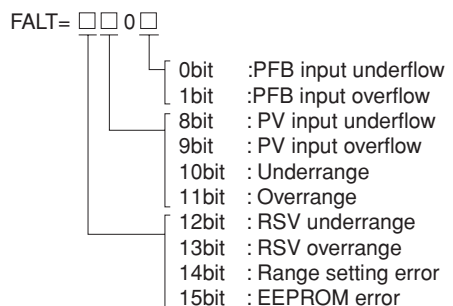 FALT= □ □ 0 □
0bit :PFB input underflow
1bit :PFB input overflow
8bit : PV input underflow
9bit : PV input overflow
10bit : Underrange
11bit : Overrange
12bit : RSV underrange
13bit : RSV overrange
14bit : Range setting error
15bit : EEPROM error